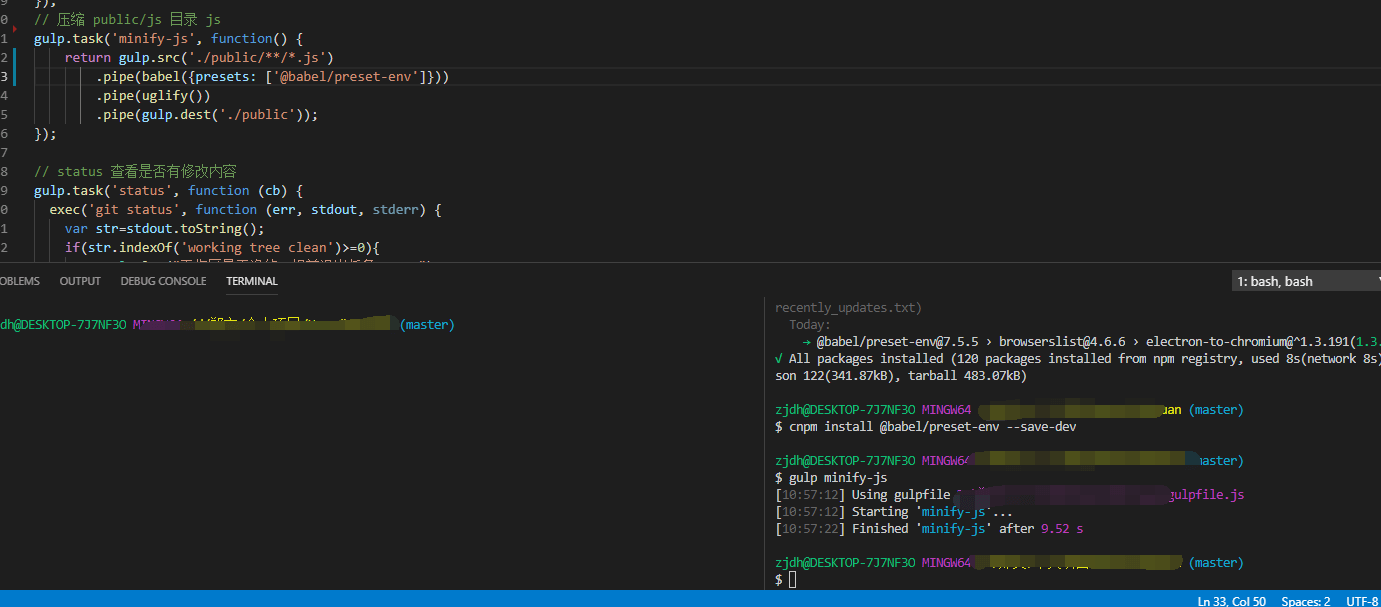 9 });
0 // 压缩 public/js 目录 js
1 gulp.task('minify-js', function() {
2 return gulp.src('./public/**/*.js')
3 .pipe(babel({presets: ['@babel/preset-env']}))
4 .pipe(uglify())
5 .pipe(gulp.dest('./public'));
6 });
7
8 // status 查看是否有修改内容
9 gulp.task('status', function (cb) {
0 exec('git status', function (err, stdout, stderr) {
1 var str=stdout.toString();
2 if(str.indexOf('working tree clean')>=0){
OBLEMS OUTPUT DEBUG CONSOLE TERMINAL 1: bash, bash
dh@DESKTOP-7J7NF3O (master)
recently_updates.txt)
Today:
→ @babel/preset-env@7.5.5 › browserslist@4.6.6 › electron-to-chromium@^1.3.191(1.3.
√ All packages installed (120 packages installed from npm registry, used 8s(network 8s)
son 122(341.87kB), tarball 483.07kB)
zjdh@DESKTOP-7J7NF3O MINGW64 uan (master)
$ cnpm install @babel/preset-env --save-dev
zjdh@DESKTOP-7J7NF3O MINGW64 master)
$ gulp minify-js
[10:57:12] Using gulpfile gulpfile.js
[10:57:12] Starting 'minify-js'...
[10:57:22] Finished 'minify-js' after 9.52 s
zjdh@DESKTOP-7J7NF3O MINGW64 (master)
$
Ln 33, Col 50 Spaces: 2 UTF-8